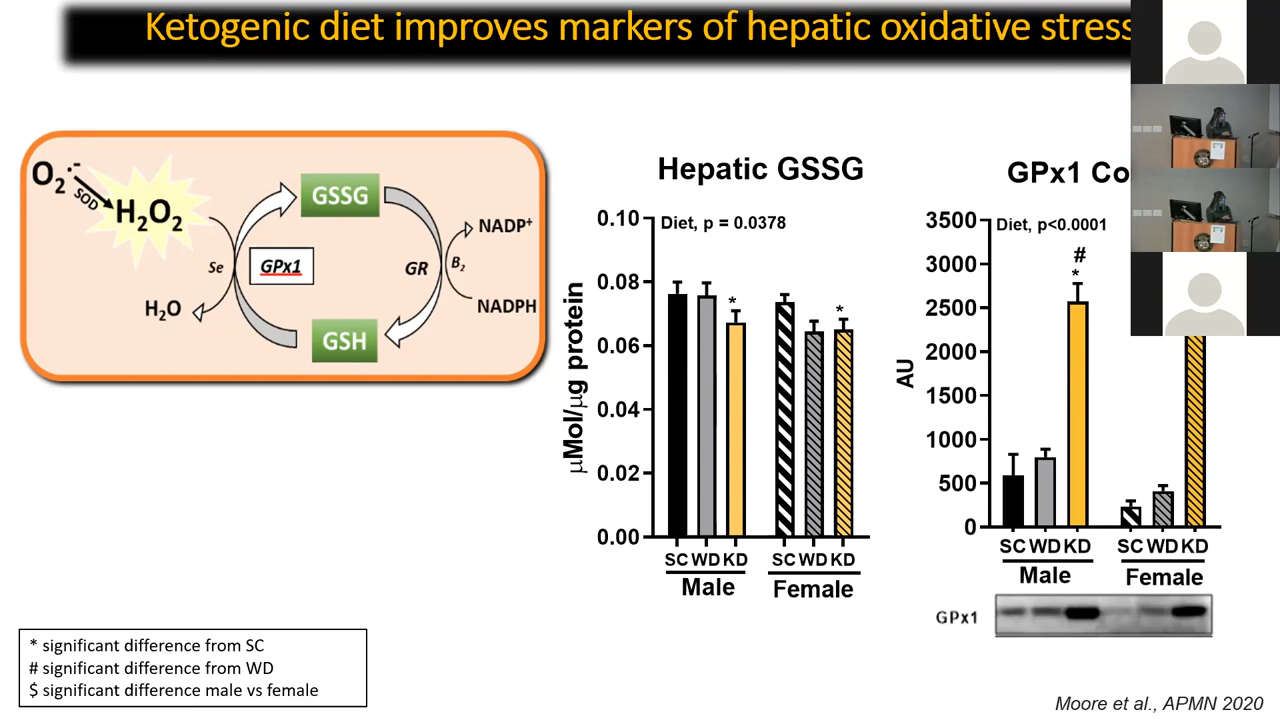 Ketogenic diet improves markers of hepatic oxidative stress
O₂·⁻
SOD
H₂O₂
GSSG
NADP⁺
Se
GPx1
GR
B₂
H₂O
NADPH
GSH
Hepatic GSSG
Diet, p = 0.0378
μMol/μg protein
0.10
0.08
0.06
0.04
0.02
0.00
*
*
SC WD KD
SC WD KD
Male
Female
GPx1 Co
Diet, p<0.0001
AU
3500
3000
2500
2000
1500
1000
500
0
#
*
SC WD KD
SC WD KD
Male
Female
GPx1
* significant difference from SC
# significant difference from WD
$ significant difference male vs female
Moore et al., APMN 2020